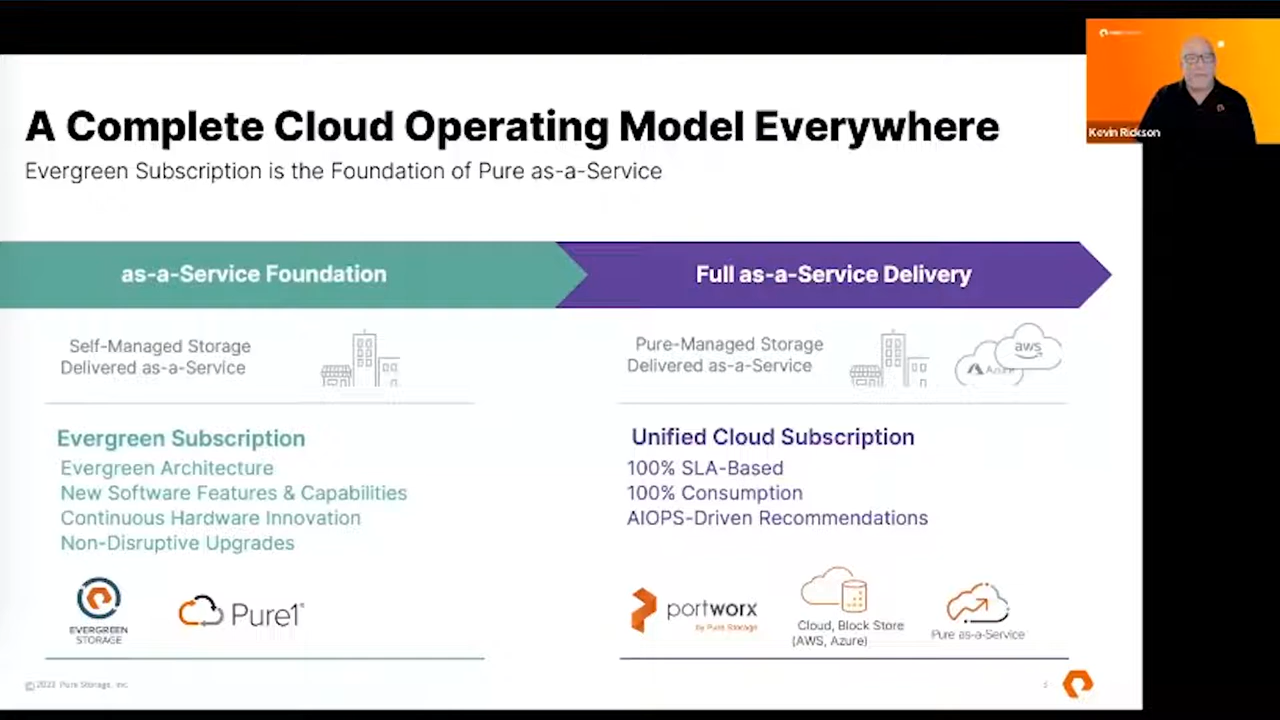 A Complete Cloud Operating Model Everywhere
Evergreen Subscription is the Foundation of Pure as-a-Service
Kevin Rickson
as-a-Service Foundation
Full as-a-Service Delivery
Self-Managed Storage
Delivered as-a-Service
Pure-Managed Storage
Delivered as-a-Service
aws
Azure
Evergreen Subscription
Evergreen Architecture
New Software Features & Capabilities
Continuous Hardware Innovation
Non-Disruptive Upgrades
Unified Cloud Subscription
100% SLA-Based
100% Consumption
AIOPS-Driven Recommendations
EVERGREEN
STORAGE
Pure1®
portworx
by Pure Storage
Cloud, Block Store
(AWS, Azure)
Pure as-a-Service
Pure Storage, Inc.